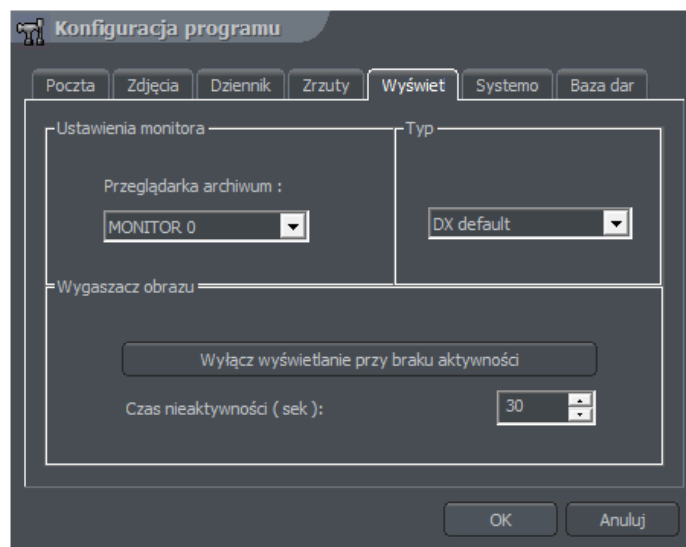 Konfiguracja programu
Poczta Zdjęcia Dziennik Zrzuty Wyświet Systemo Baza dar
Ustawienia monitora Typ
Przeglądarka archiwum :
MONITOR 0 DX default
Wygaszacz obrazu
Wyłącz wyświetlanie przy braku aktywności
Czas nieaktywności ( sek ): 30
OK Anuluj